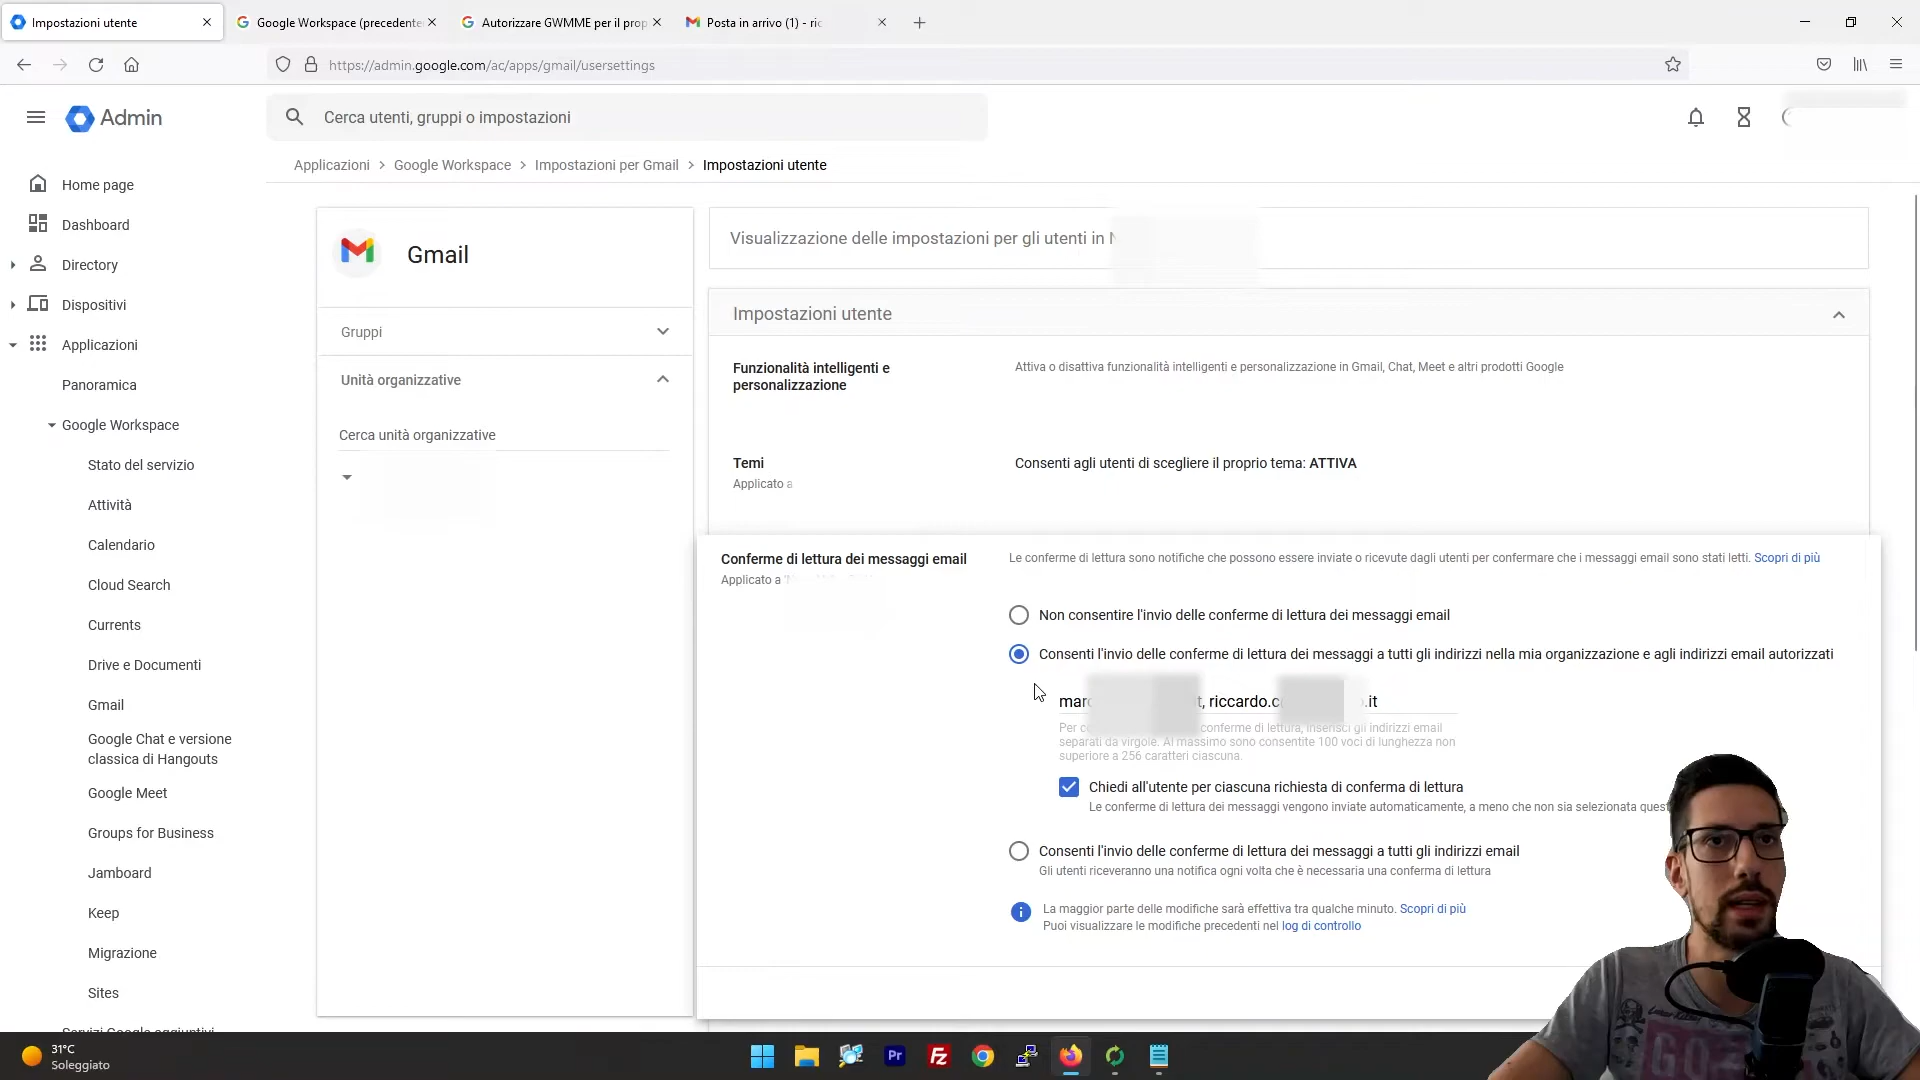 Impostazioni utente
Google Workspace (precedente
Autorizzare GWMME per il prop
Posta in arrivo (1) - ric
https://admin.google.com/ac/apps/gmail/usersettings
Admin
Cerca utenti, gruppi o impostazioni
Applicazioni > Google Workspace > Impostazioni per Gmail > Impostazioni utente
Home page
Dashboard
Directory
Dispositivi
Applicazioni
Panoramica
Google Workspace
Stato del servizio
Attività
Calendario
Cloud Search
Currents
Drive e Documenti
Gmail
Google Chat e versione
classica di Hangouts
Google Meet
Groups for Business
Jamboard
Keep
Migrazione
Sites
Servizi Google aggiuntivi
Gmail
Gruppi
Unità organizzative
Cerca unità organizzative
Visualizzazione delle impostazioni per gli utenti in
Impostazioni utente
Funzionalità intelligenti e
personalizzazione
Attiva o disattiva funzionalità intelligenti e personalizzazione in Gmail, Chat, Meet e altri prodotti Google
Temi
Applicato a
Consenti agli utenti di scegliere il proprio tema: ATTIVA
Conferme di lettura dei messaggi email
Applicato a
Le conferme di lettura sono notifiche che possono essere inviate o ricevute dagli utenti per confermare che i messaggi email sono stati letti. Scopri di più
Non consentire l'invio delle conferme di lettura dei messaggi email
Consenti l'invio delle conferme di lettura dei messaggi a tutti gli indirizzi nella mia organizzazione e agli indirizzi email autorizzati
marc t, riccardo.c .it
Per conferme di lettura, inserisci gli indirizzi email
separati da virgole. Al massimo sono consentite 100 voci di lunghezza non
superiore a 256 caratteri ciascuna.
Chiedi all'utente per ciascuna richiesta di conferma di lettura
Le conferme di lettura dei messaggi vengono inviate automaticamente, a meno che non sia selezionata quest
Consenti l'invio delle conferme di lettura dei messaggi a tutti gli indirizzi email
Gli utenti riceveranno una notifica ogni volta che è necessaria una conferma di lettura
La maggior parte delle modifiche sarà effettiva tra qualche minuto. Scopri di più
Puoi visualizzare le modifiche precedenti nel log di controllo
31°C
Soleggiato
Pr
FZ
GO